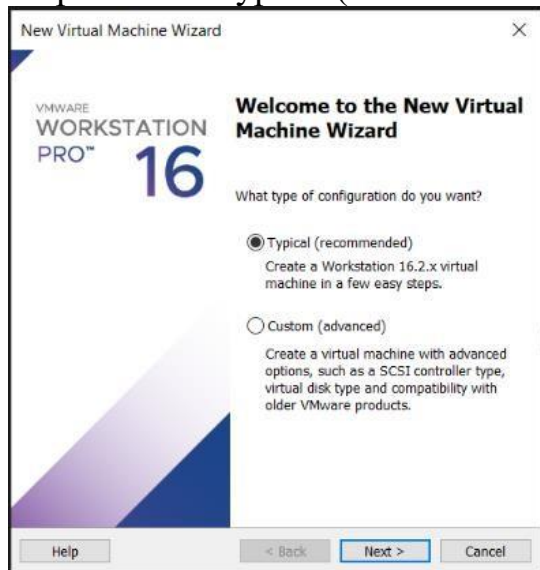 New Virtual Machine Wizard
VMWARE
WORKSTATION
PRO™
16
Welcome to the New Virtual
Machine Wizard
What type of configuration do you want?
Typical (recommended)
Create a Workstation 16.2.x virtual
machine in a few easy steps.
Custom (advanced)
Create a virtual machine with advanced
options, such as a SCSI controller type,
virtual disk type and compatibility with
older VMware products.
Help
< Back
Next >
Cancel